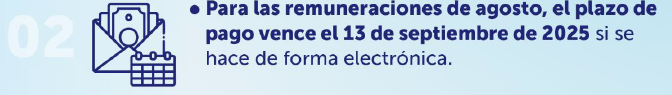 02
• Para las remuneraciones de agosto, el plazo de
pago vence el 13 de septiembre de 2025 si se
hace de forma electrónica.